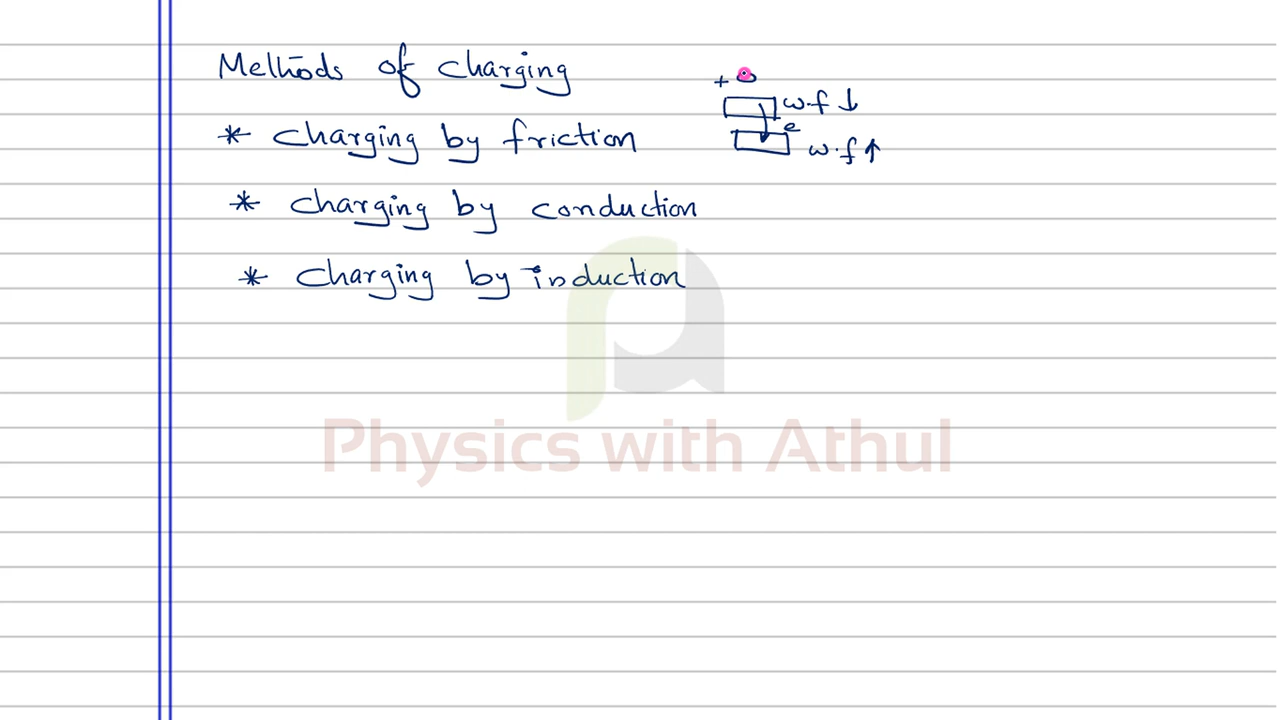 Methods of charging
* charging by friction
* charging by conduction
* charging by induction
+
w.f ↓
e
w.f ↑
Physics with Athul